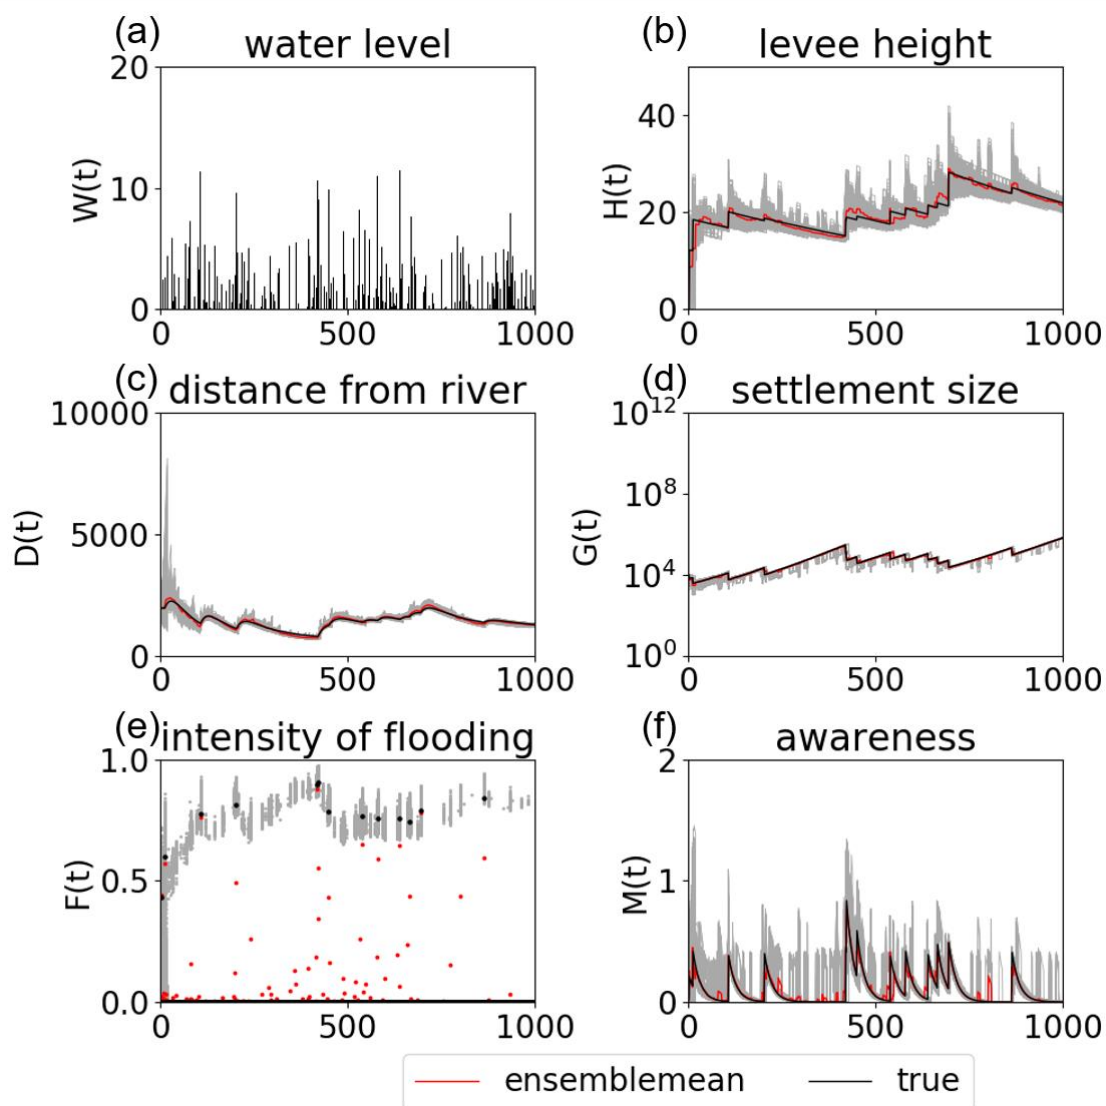 (a) water level
(b) levee height
20
10
0
W(t)
0 500 1000
40
20
0
H(t)
0 500 1000
(c) distance from river
(d) settlement size
10000
5000
0
D(t)
0 500 1000
10^12
10^8
10^4
10^0
G(t)
0 500 1000
(e) intensity of flooding
(f) awareness
1.0
0.5
0.0
F(t)
0 500 1000
2
1
0
M(t)
0 500 1000
ensemblemean true